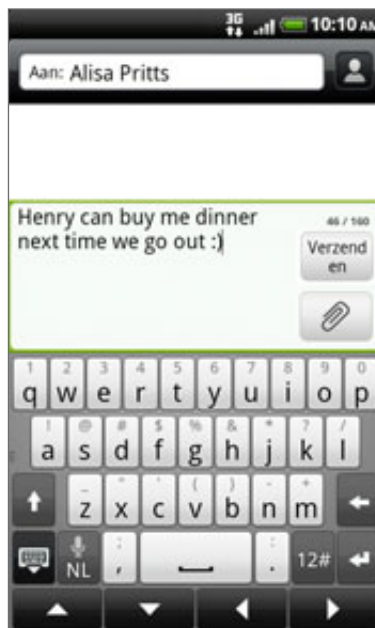 3G 10:10 AM
Aan: Alisa Pritts
Henry can buy me dinner
next time we go out :)
46 / 160
Verzend
en
1 2 3 4 5 6 7 8 9 0
q w e r t y u i o p
! @ # $ % & * ? /
a s d f g h j k l
_ " ' ( ) - +
z x c v b n m
NL , ; . : 12#